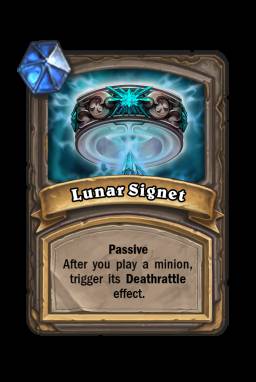 Lunar Signet
Passive
After you play a minion,
trigger its Deathrattle
effect.